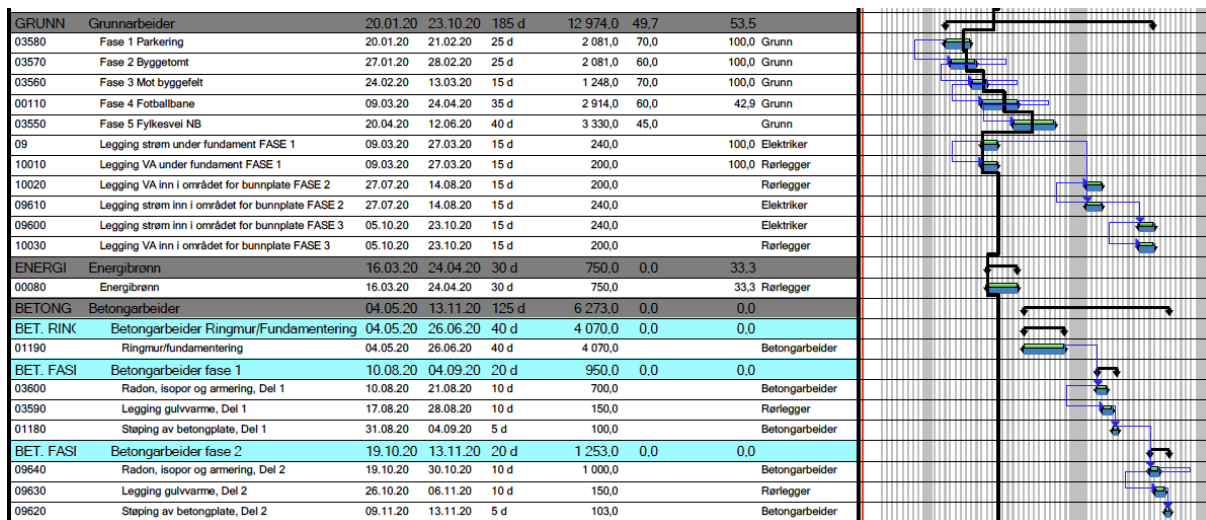 GRUNN Grunnarbeider 20.01.20 23.10.20 185 d 12 974,0 49,7 53,5
03580 Fase 1 Parkering 20.01.20 21.02.20 25 d 2 081,0 70,0 100,0 Grunn
03570 Fase 2 Byggetomt 27.01.20 28.02.20 25 d 2 081,0 60,0 100,0 Grunn
03560 Fase 3 Mot byggefelt 24.02.20 13.03.20 15 d 1 248,0 70,0 100,0 Grunn
00110 Fase 4 Fotballbane 09.03.20 24.04.20 35 d 2 914,0 60,0 42,9 Grunn
03550 Fase 5 Fylkesvei NB 20.04.20 12.06.20 40 d 3 330,0 45,0 Grunn
09 Legging strøm under fundament FASE 1 09.03.20 27.03.20 15 d 240,0 100,0 Elektriker
10010 Legging VA under fundament FASE 1 09.03.20 27.03.20 15 d 200,0 100,0 Rørlegger
10020 Legging VA inn i området for bunnplate FASE 2 27.07.20 14.08.20 15 d 200,0 Rørlegger
09610 Legging strøm inn i området for bunnplate FASE 2 27.07.20 14.08.20 15 d 240,0 Elektriker
09600 Legging strøm inn i området for bunnplate FASE 3 05.10.20 23.10.20 15 d 240,0 Elektriker
10030 Legging VA inn i området for bunnplate FASE 3 05.10.20 23.10.20 15 d 200,0 Rørlegger
ENERGI Energibrønn 16.03.20 24.04.20 30 d 750,0 0,0 33,3
00080 Energibrønn 16.03.20 24.04.20 30 d 750,0 33,3 Rørlegger
BETONG Betongarbeider 04.05.20 13.11.20 125 d 6 273,0 0,0 0,0
BET. RING Betongarbeider Ringmur/Fundamentering 04.05.20 26.06.20 40 d 4 070,0 0,0 0,0
01190 Ringmur/fundamentering 04.05.20 26.06.20 40 d 4 070,0 Betongarbeider
BET. FASI Betongarbeider fase 1 10.08.20 04.09.20 20 d 950,0 0,0 0,0
03600 Radon, isopor og armering, Del 1 10.08.20 21.08.20 10 d 700,0 Betongarbeider
03590 Legging gulvvarme, Del 1 17.08.20 28.08.20 10 d 150,0 Rørlegger
01180 Støping av betongplate, Del 1 31.08.20 04.09.20 5 d 100,0 Betongarbeider
BET. FASI Betongarbeider fase 2 19.10.20 13.11.20 20 d 1 253,0 0,0 0,0
09640 Radon, isopor og armering, Del 2 19.10.20 30.10.20 10 d 1 000,0 Betongarbeider
09630 Legging gulvvarme, Del 2 26.10.20 06.11.20 10 d 150,0 Rørlegger
09620 Støping av betongplate, Del 2 09.11.20 13.11.20 5 d 103,0 Betongarbeider